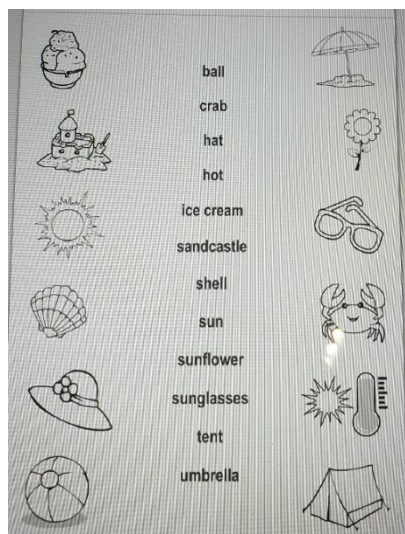 ball
crab
hat
hot
ice cream
sandcastle
shell
sun
sunflower
sunglasses
tent
umbrella